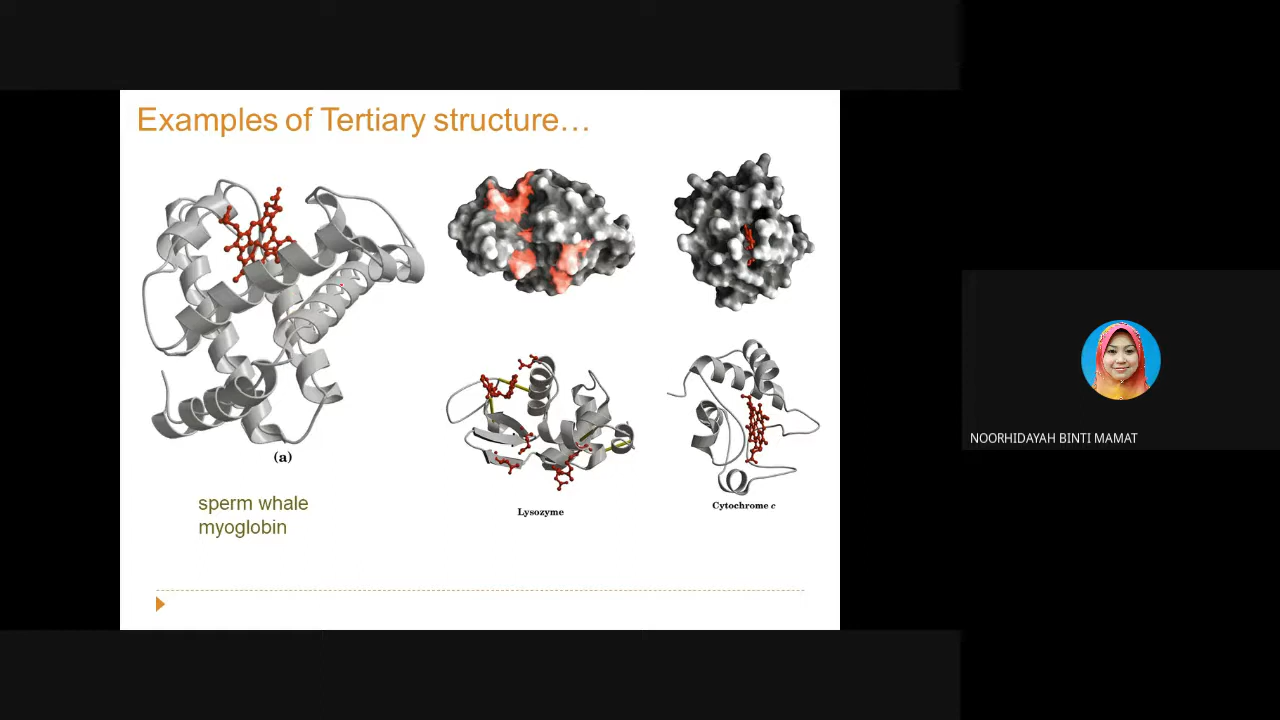 Examples of Tertiary structure…
(a)
sperm whale
myoglobin
Lysozyme
Cytochrome c
NOORHIDAYAH BINTI MAMAT